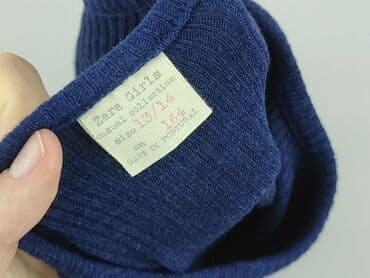 Zara Girls
casual collection
size 13/14
cm 164
MADE IN PORTUGAL